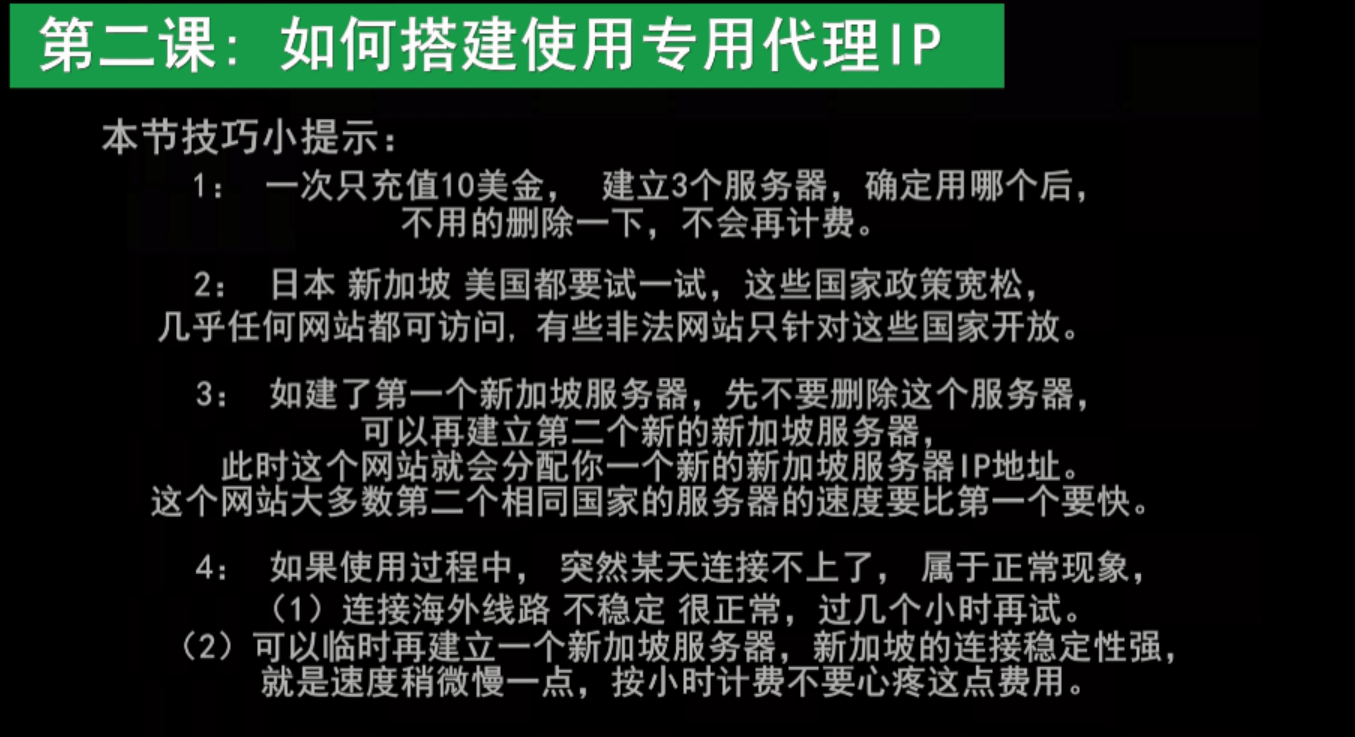 第二课：如何搭建使用专用代理IP
本节技巧小提示：
1： 一次只充值10美金， 建立3个服务器，确定用哪个后，
不用的删除一下，不会再计费。
2： 日本 新加坡 美国都要试一试，这些国家政策宽松，
几乎任何网站都可访问, 有些非法网站只针对这些国家开放。
3： 如建了第一个新加坡服务器，先不要删除这个服务器，
可以再建立第二个新的新加坡服务器，
此时这个网站就会分配你一个新的新加坡服务器IP地址。
这个网站大多数第二个相同国家的服务器的速度要比第一个要快。
4： 如果使用过程中， 突然某天连接不上了， 属于正常现象，
（1）连接海外线路 不稳定 很正常，过几个小时再试。
（2）可以临时再建立一个新加坡服务器，新加坡的连接稳定性强，
就是速度稍微慢一点，按小时计费不要心疼这点费用。